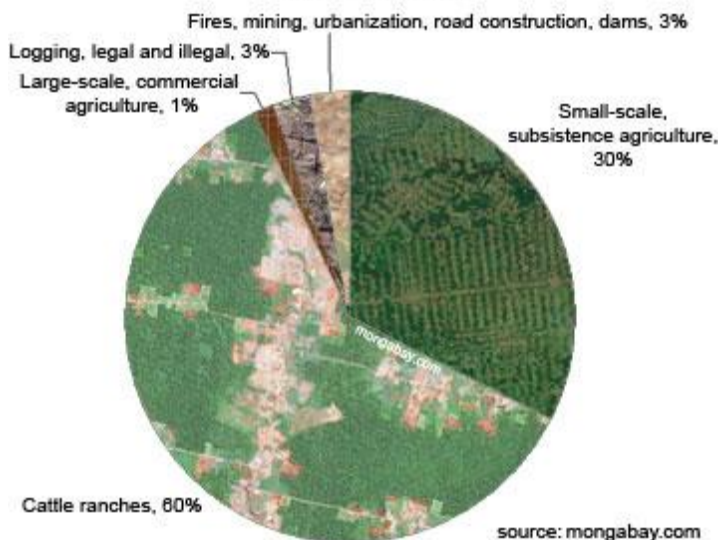 Fires, mining, urbanization, road construction, dams, 3%
Logging, legal and illegal, 3%
Large-scale, commercial
agriculture, 1%
Small-scale,
subsistence agriculture,
30%
mongabay.com
Cattle ranches, 60%
source: mongabay.com